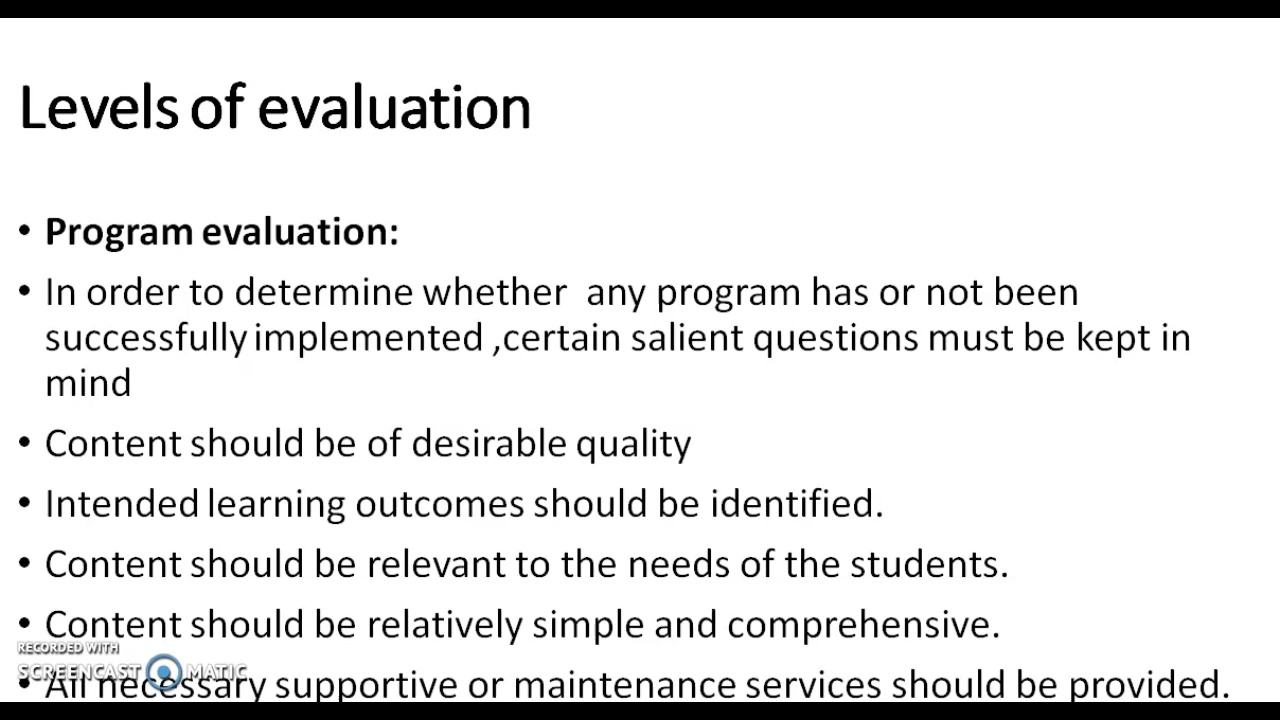 Levels of evaluation
• Program evaluation:
• In order to determine whether any program has or not been
successfully implemented ,certain salient questions must be kept in
mind
• Content should be of desirable quality
• Intended learning outcomes should be identified.
• Content should be relevant to the needs of the students.
• Content should be relatively simple and comprehensive.
RECORDED WITH
SCREENCAST MATIC
• All necessary supportive or maintenance services should be provided.